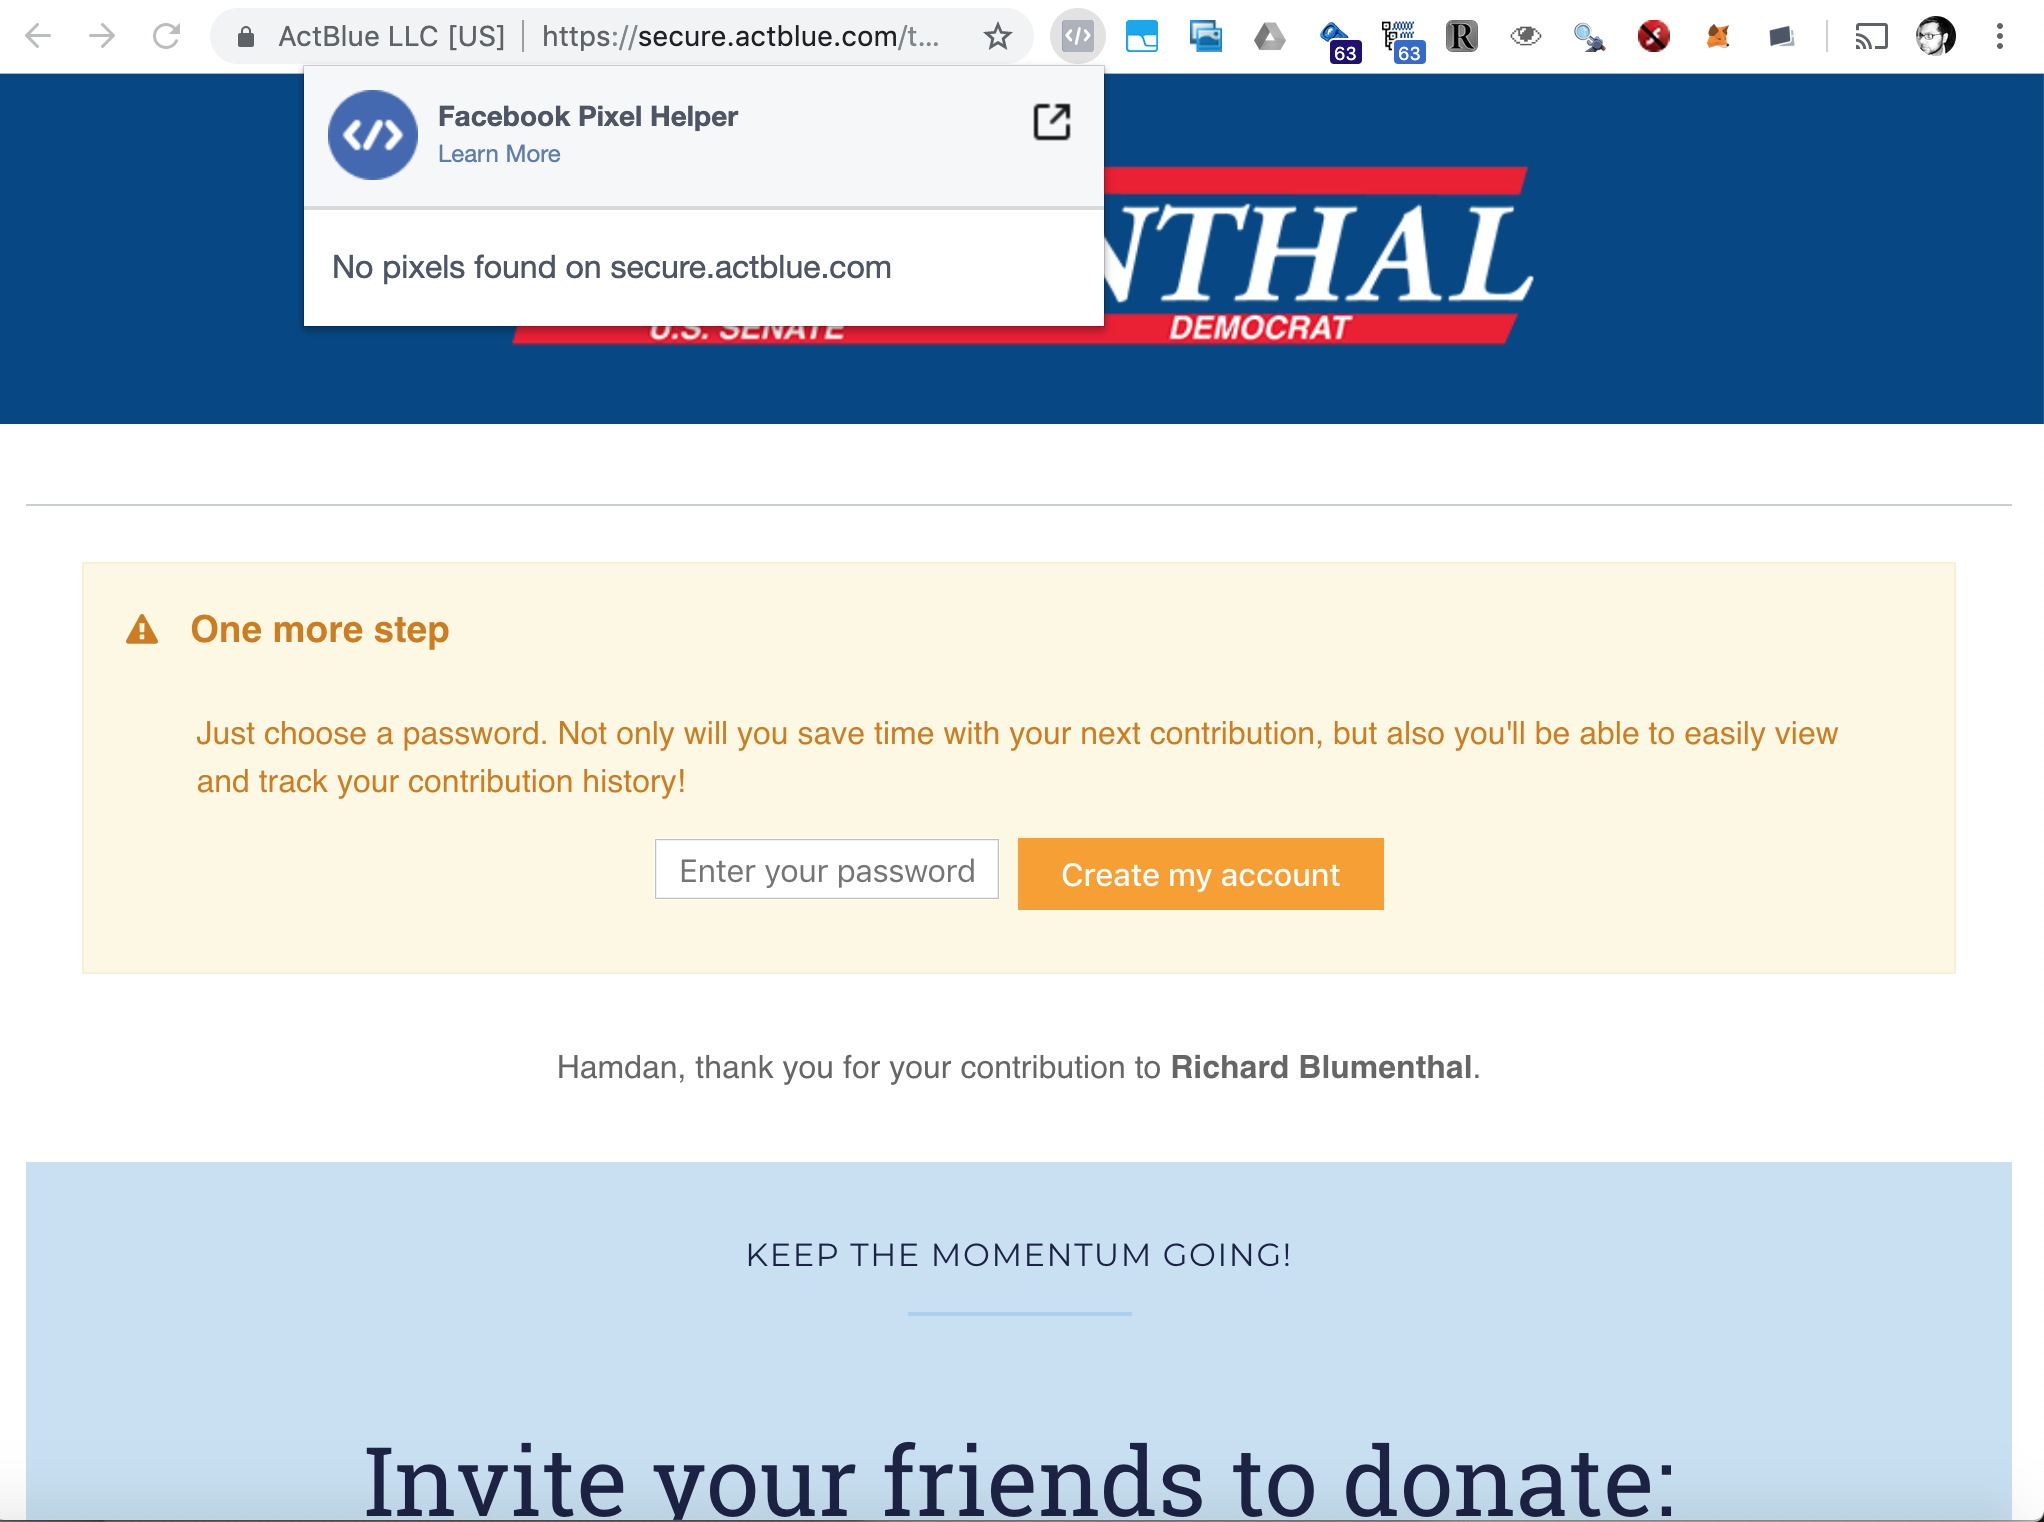 ActBlue LLC [US] | https://secure.actblue.com/t...
63
63
R
Facebook Pixel Helper
Learn More
No pixels found on secure.actblue.com
NTHAL
U.S. SENATE
DEMOCRAT
One more step
Just choose a password. Not only will you save time with your next contribution, but also you'll be able to easily view
and track your contribution history!
Enter your password
Create my account
Hamdan, thank you for your contribution to Richard Blumenthal.
KEEP THE MOMENTUM GOING!
Invite your friends to donate: